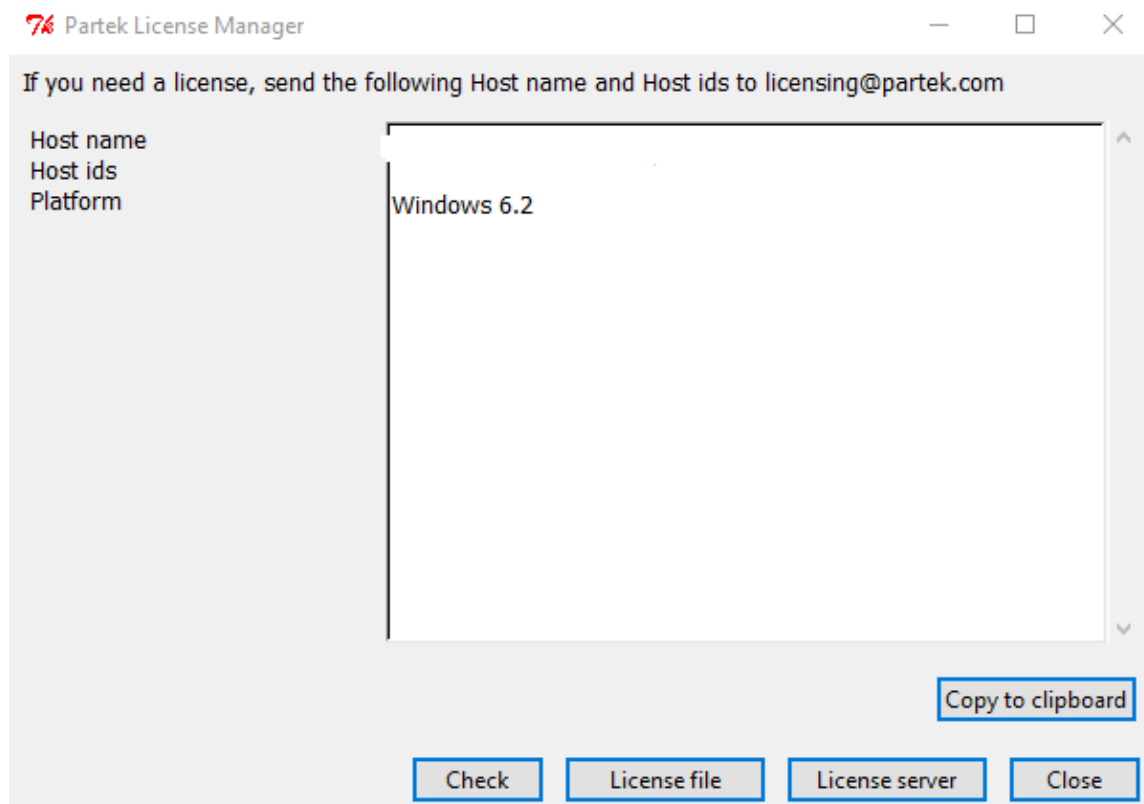 Partek License Manager
If you need a license, send the following Host name and Host ids to licensing@partek.com
Host name
Host ids
Platform
Windows 6.2
Copy to clipboard
Check
License file
License server
Close